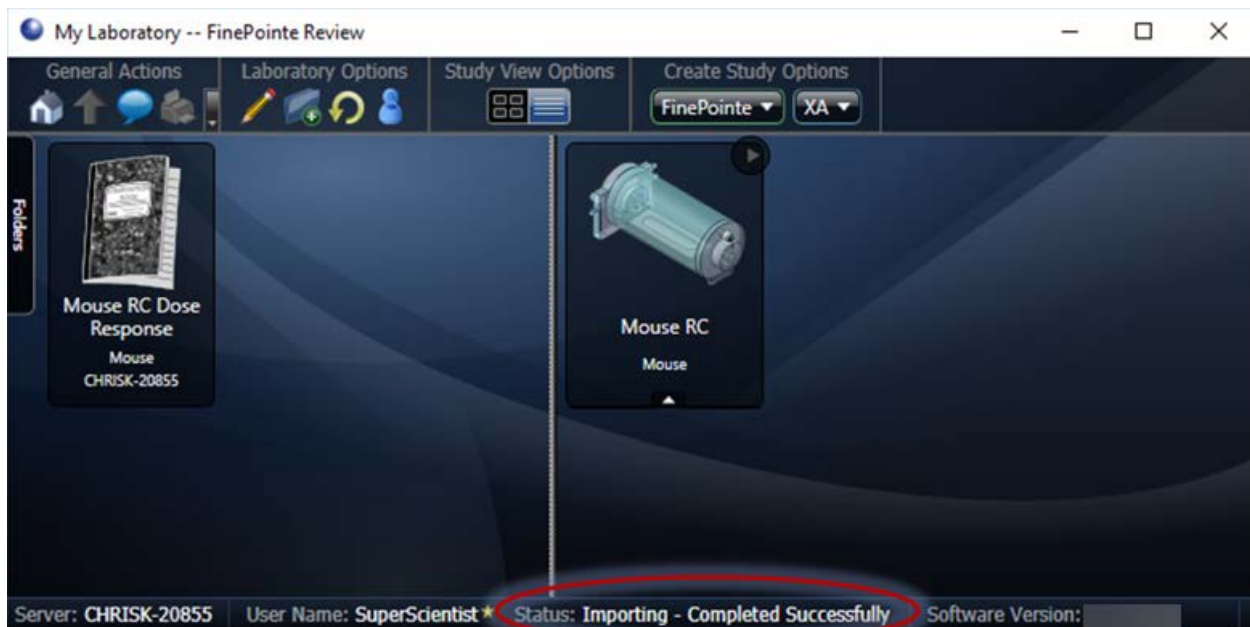 My Laboratory -- FinePointe Review
General Actions
Laboratory Options
Study View Options
Create Study Options
FinePointe
XA
Folders
Mouse RC Dose
Response
Mouse
CHRISK-20855
Mouse RC
Mouse
Server: CHRISK-20855
User Name: SuperScientist
Status: Importing - Completed Successfully
Software Version: